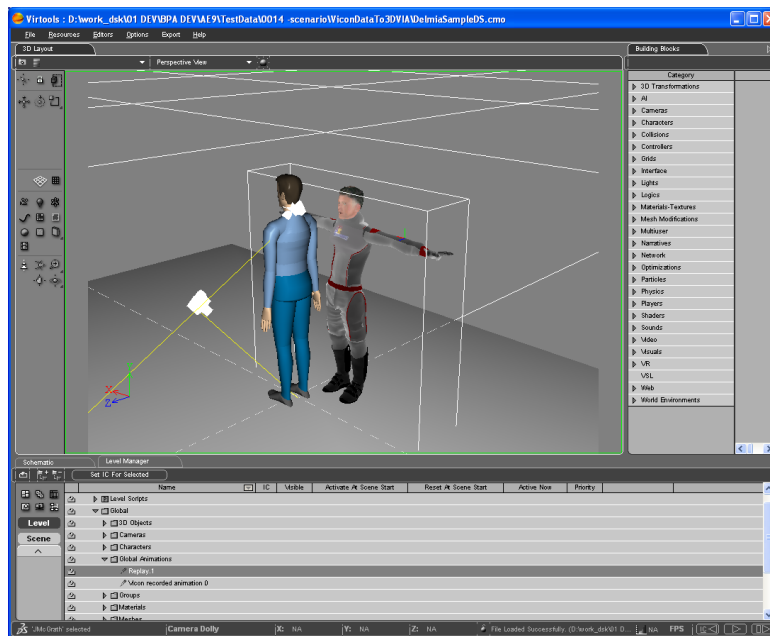 Virtools : D:\work_dsk\01 DEV\BPA DEV\AE9\TestData\0014 -scenario\ViconDataTo3DVIA\DelmiaSampleDS.cmo
File Resources Editors Options Export Help
3D Layout
Building Blocks
Perspective View
Category
3D Transformations
AI
Cameras
Characters
Collisions
Controllers
Grids
Interface
Lights
Logics
Materials-Textures
Mesh Modifications
Multiuser
Narratives
Network
Optimizations
Particles
Physics
Players
Shaders
Sounds
Video
Visuals
VR
VSL
Web
World Environments
Y
X
Z
Schematic
Level Manager
Set IC For Selected
Name IC Visible Activate At Scene Start Reset At Scene Start Active Now Priority
Level Scripts
Level
Global
3D Objects
Scene
Cameras
Characters
Global Animations
Replay.1
Vicon recorded animation 0
Groups
Materials
Meshes
'JMcGrath' selected Camera Dolly X: NA Y: NA Z: NA File Loaded Successfully. (D:\work_dsk\01 D... NA FPS